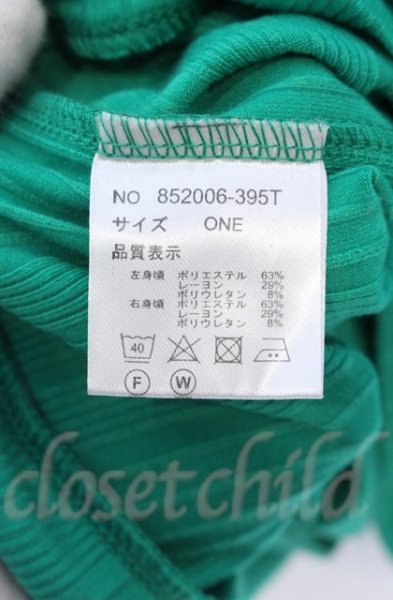 NO 852006-395T
サイズ ONE
品質表示
左身頃 ポリエステル 63%
レーヨン 29%
ポリウレタン 8%
右身頃 ポリエステル 63%
レーヨン 29%
ポリウレタン 8%
40
F W
closet child